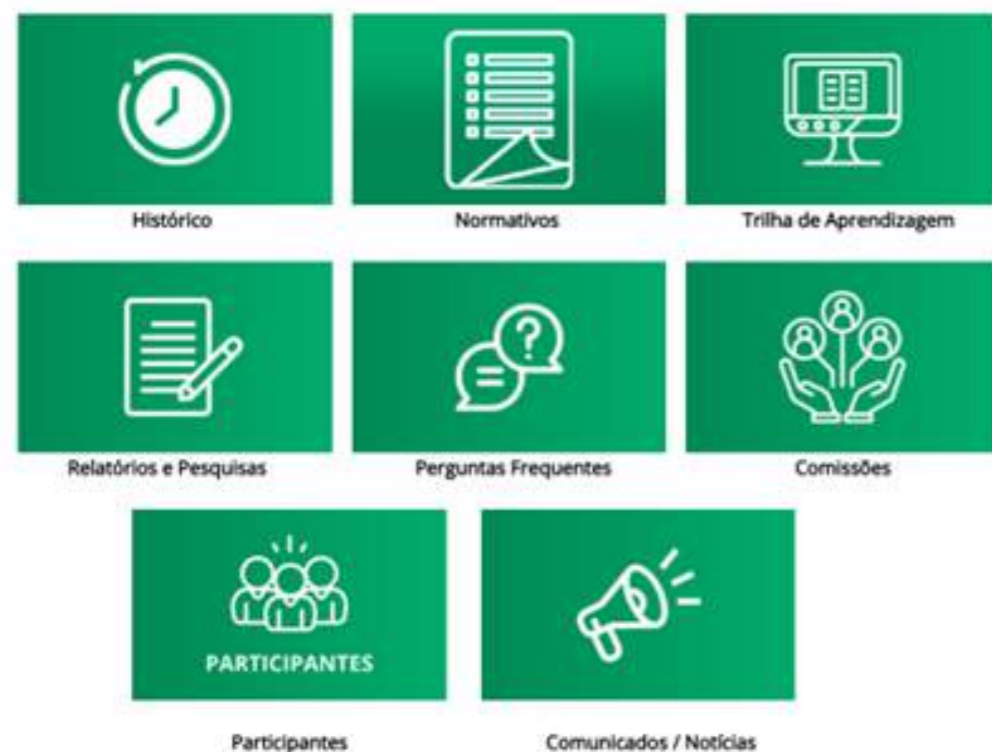 Histórico
Normativos
Trilha de Aprendizagem
Relatórios e Pesquisas
?
Perguntas Frequentes
Comissões
PARTICIPANTES
Participantes
Comunicados / Notícias